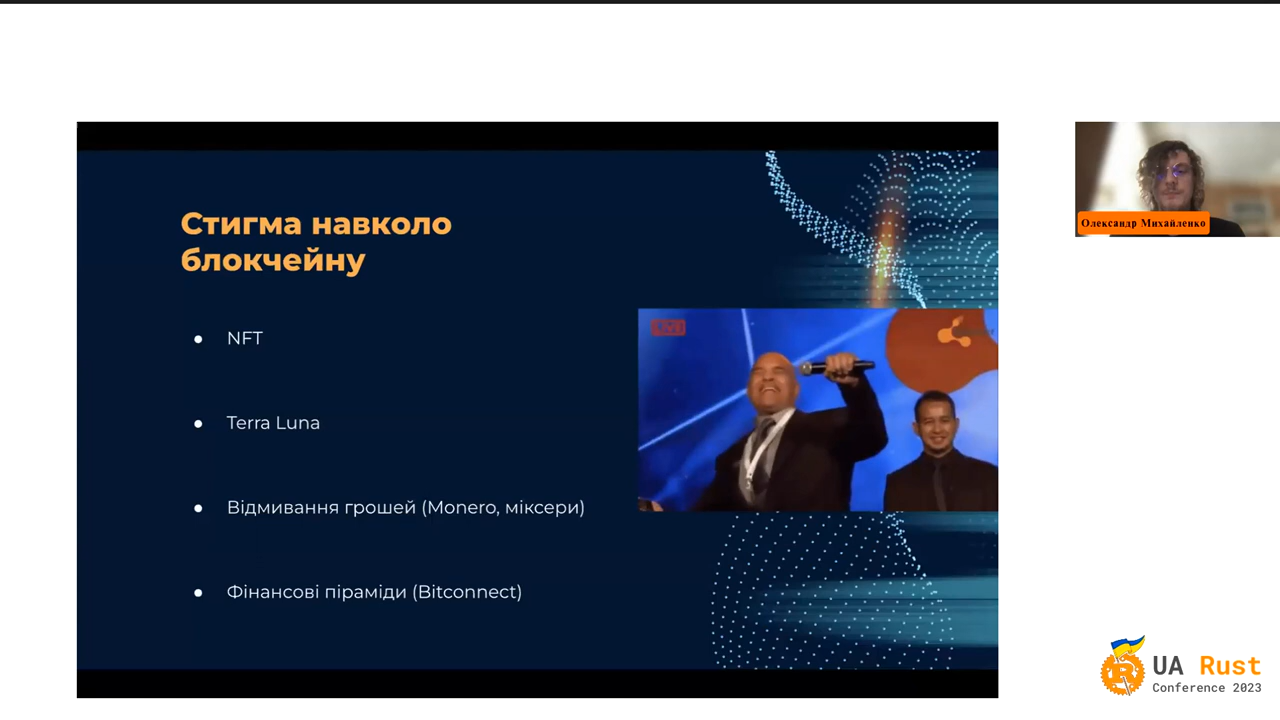 Стигма навколо
блокчейну
NFT
Terra Luna
Відмивання грошей (Monero, міксери)
Фінансові піраміди (Bitconnect)
LIVE
Олександр Михайленко
UA Rust
Conference 2023